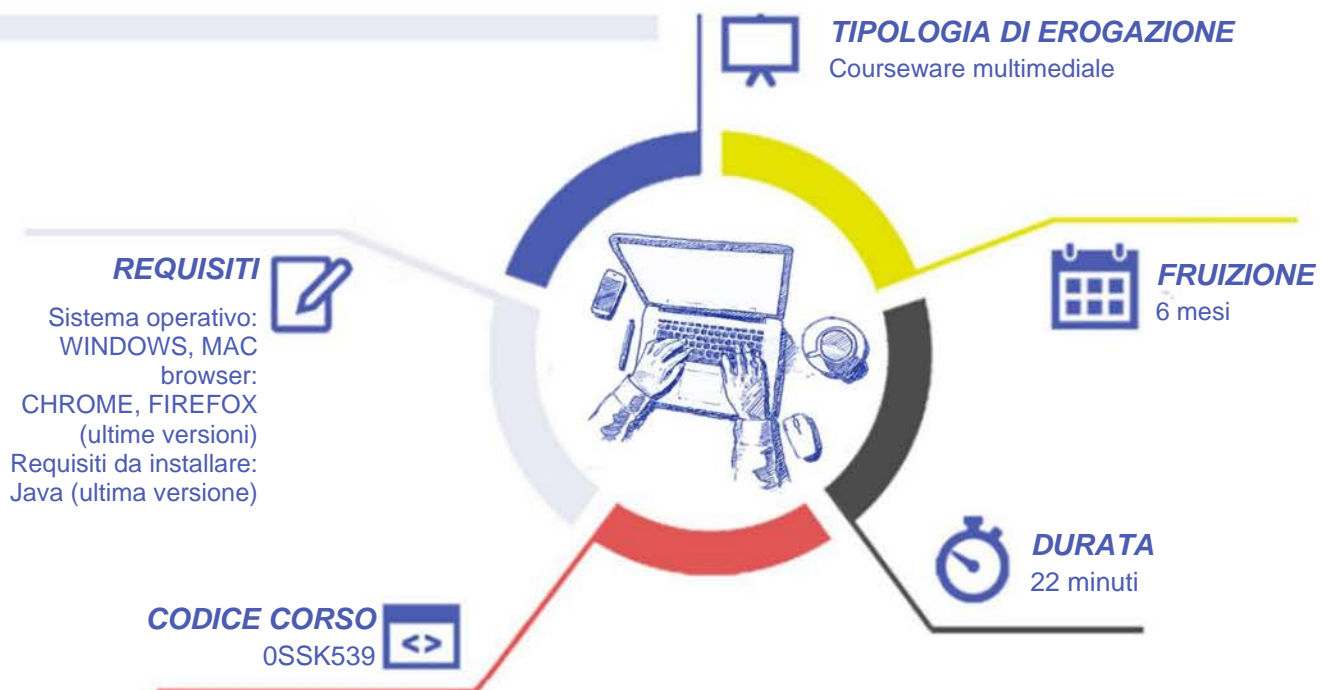 TIPOLOGIA DI EROGAZIONE
Courseware multimediale
REQUISITI
Sistema operativo:
WINDOWS, MAC
browser:
CHROME, FIREFOX
(ultime versioni)
Requisiti da installare:
Java (ultima versione)
FRUIZIONE
6 mesi
DURATA
22 minuti
CODICE CORSO
0SSK539